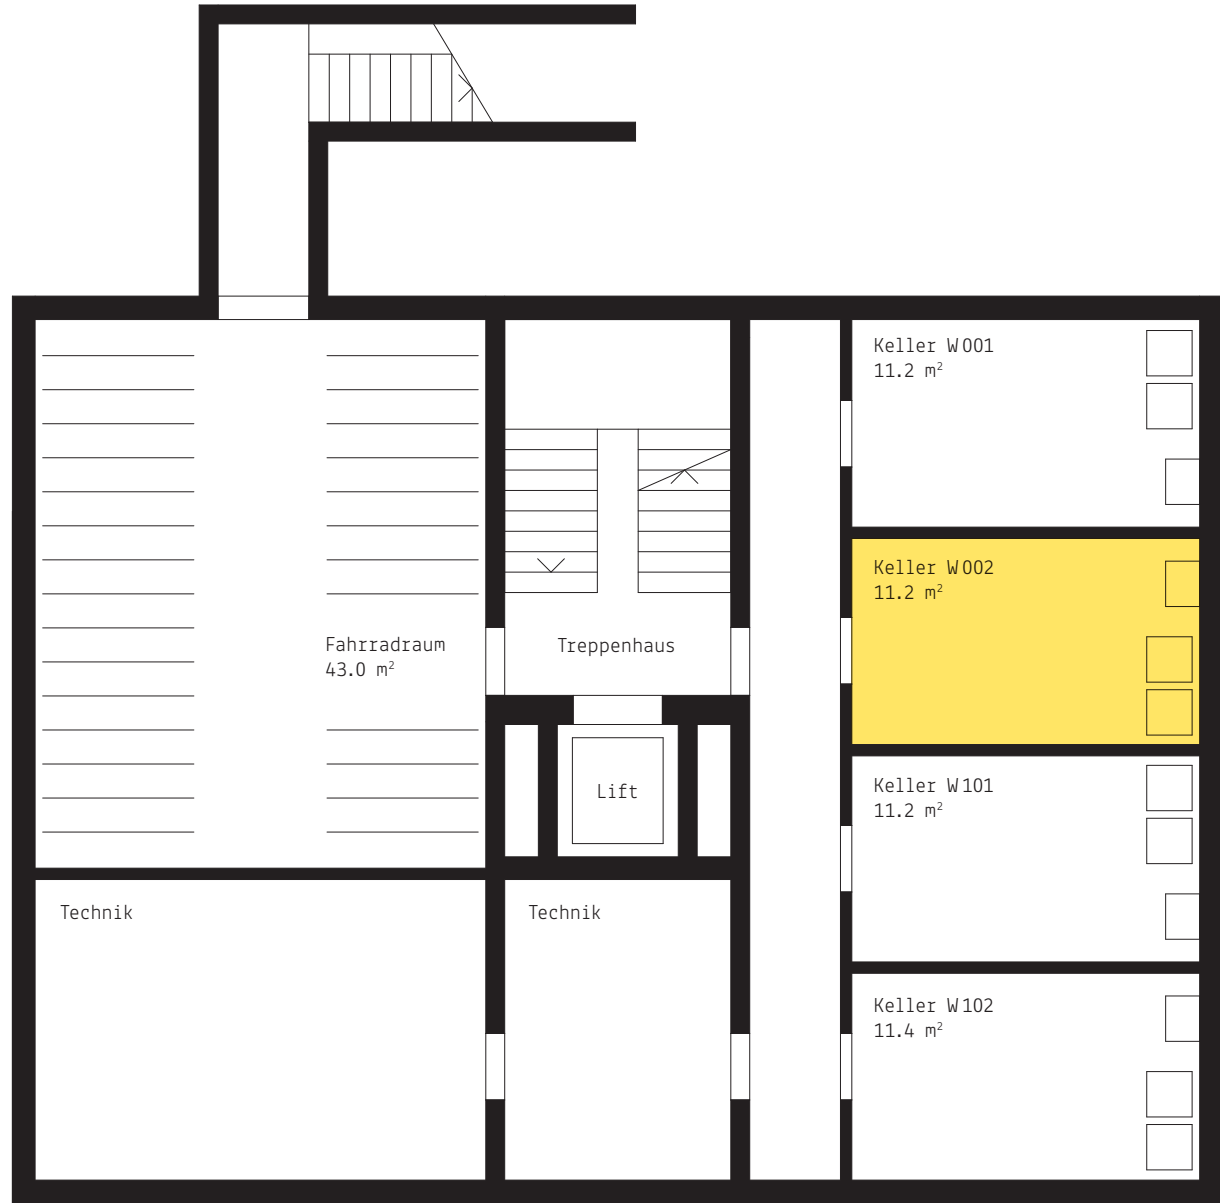 Keller W001
11.2 m²
Keller W002
11.2 m²
Fahrradraum
43.0 m²
Treppenhaus
Lift
Keller W101
11.2 m²
Technik
Technik
Keller W102
11.4 m²